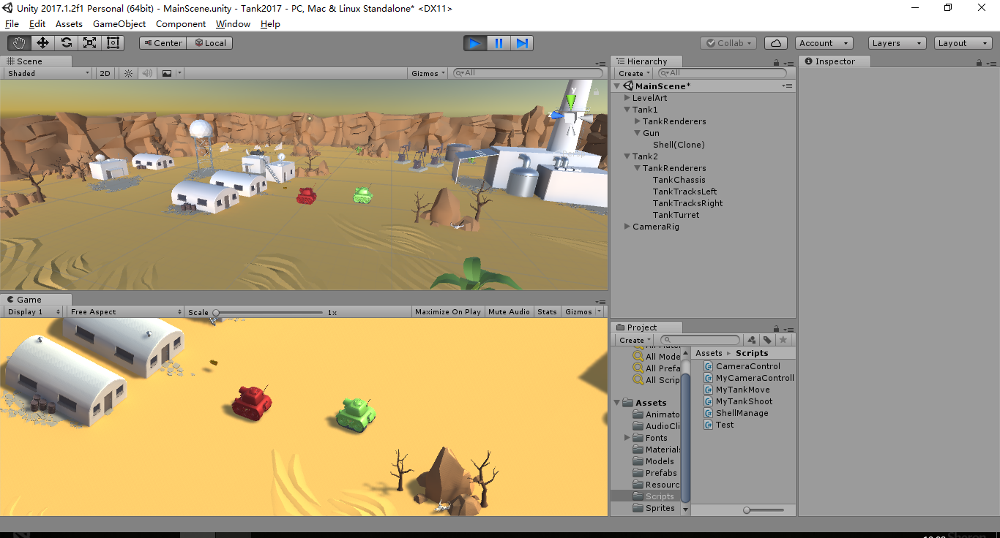 Unity 2017.1.2f1 Personal (64bit) - MainScene.unity - Tank2017 - PC, Mac & Linux Standalone* <DX11>
File Edit Assets GameObject Component Window Help
Center Local Collab Account Layers Layout
Scene
Shaded 2D Gizmos All
y
z
Game
Display 1 Free Aspect Scale 1x Maximize On Play Mute Audio Stats Gizmos
Hierarchy
Create All
MainScene*
LevelArt
Tank1
TankRenderers
Gun
Shell(Clone)
Tank2
TankRenderers
TankChassis
TankTracksLeft
TankTracksRight
TankTurret
CameraRig
Inspector
Project
Create
All Mode
All Prefa
All Scrip
Assets
Animato
AudioCli
Fonts
Materials
Models
Prefabs
Resourc
Scripts
Sprites
Assets Scripts
CameraControl
MyCameraControll
MyTankMove
MyTankShoot
ShellManage
Test